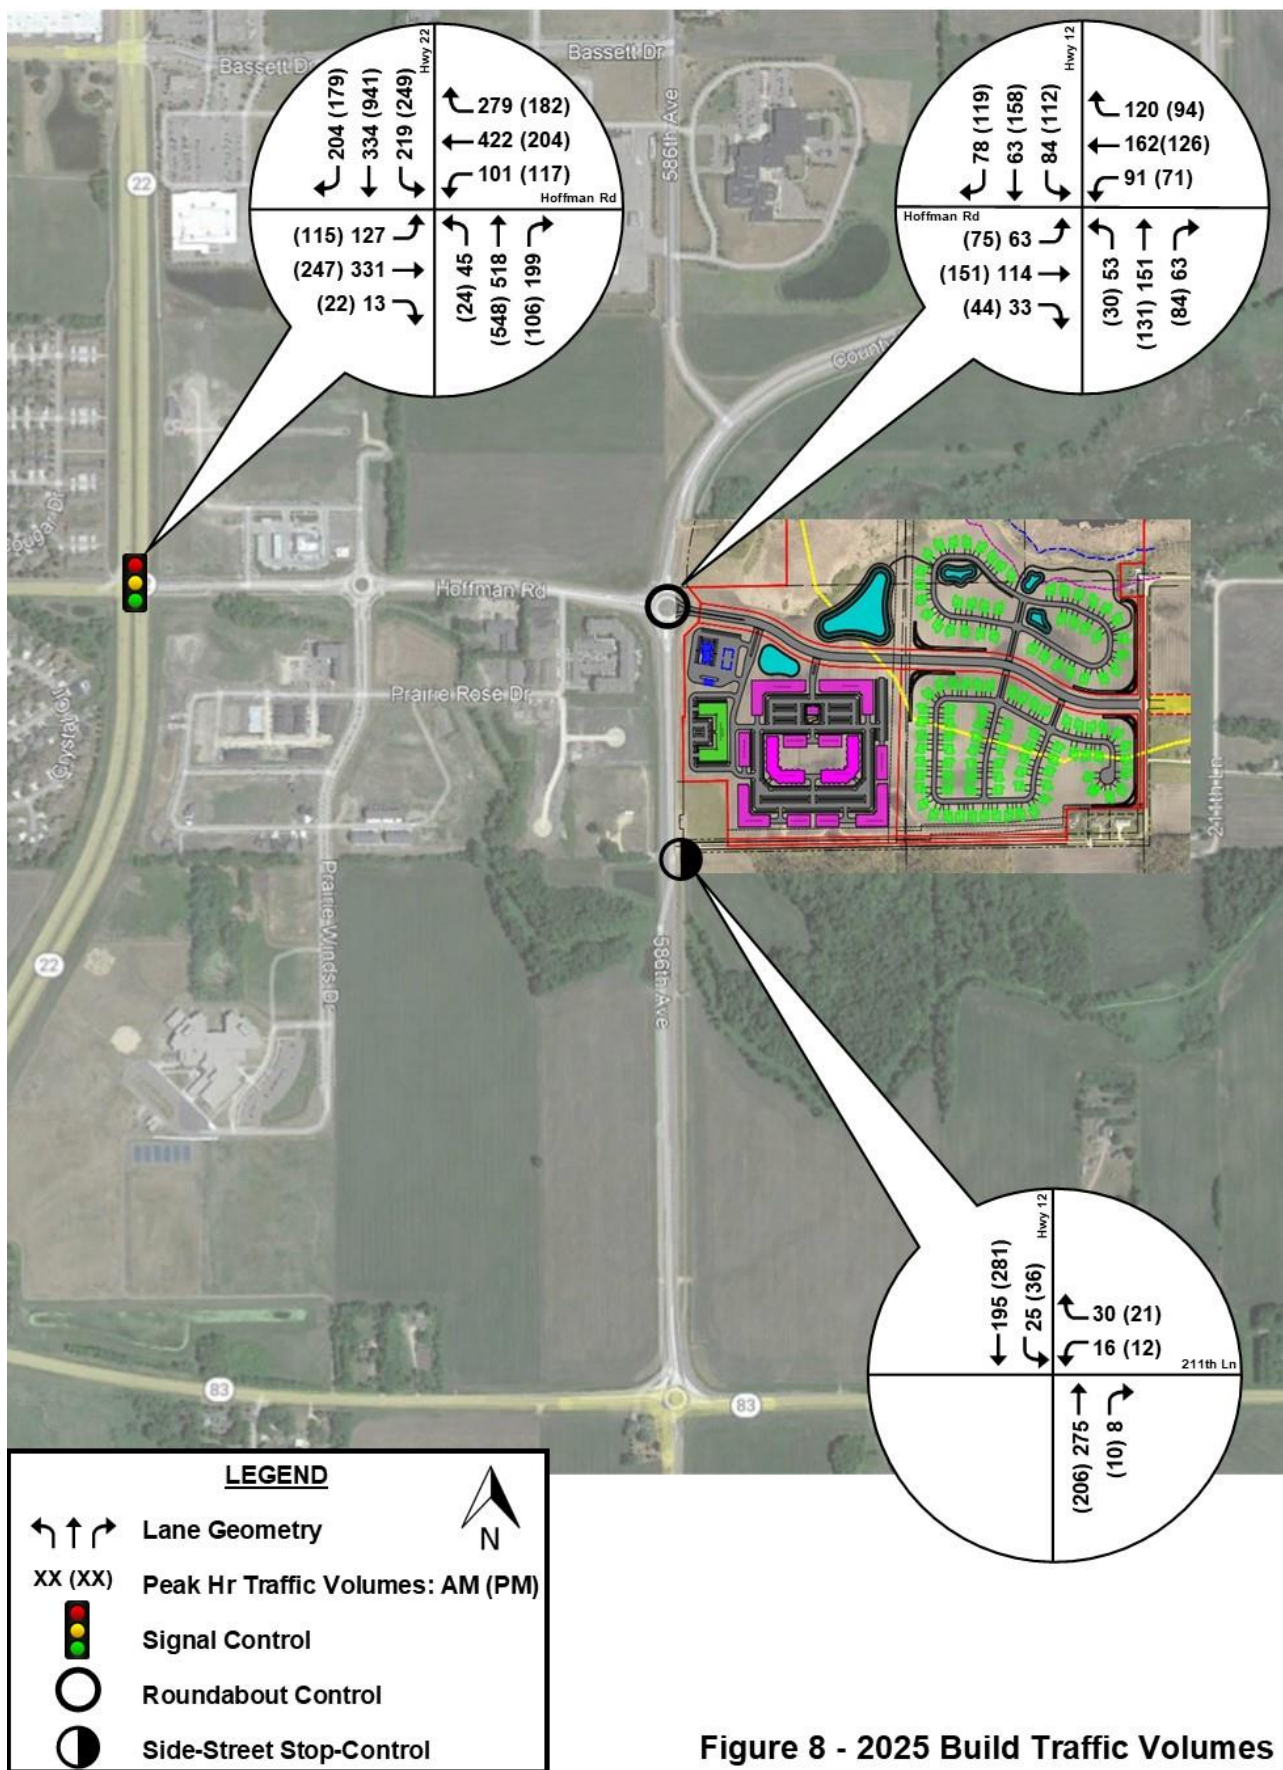 Bassett Dr
Bassett Dr
586th Ave
22
Hwy 22
204 (179)
334 (941)
219 (249)
279 (182)
422 (204)
101 (117)
Hoffman Rd
(115) 127
(247) 331
(22) 13
(24) 45
(548) 518
(106) 199
Hwy 12
78 (119)
63 (158)
84 (112)
120 (94)
162(126)
91 (71)
Hoffman Rd
(75) 63
(151) 114
(44) 33
(30) 53
(131) 151
(84) 63
County
Hoffman Rd
Prairie Rose Dr
Crystal Cir
211th Ln
Prairie Winds Dr
586th Ave
22
Hwy 12
195 (281)
25 (36)
30 (21)
16 (12)
211th Ln
(206) 275
(10) 8
83
83
LEGEND
N
Lane Geometry
XX (XX) Peak Hr Traffic Volumes: AM (PM)
Signal Control
Roundabout Control
Side-Street Stop-Control
Figure 8 - 2025 Build Traffic Volumes